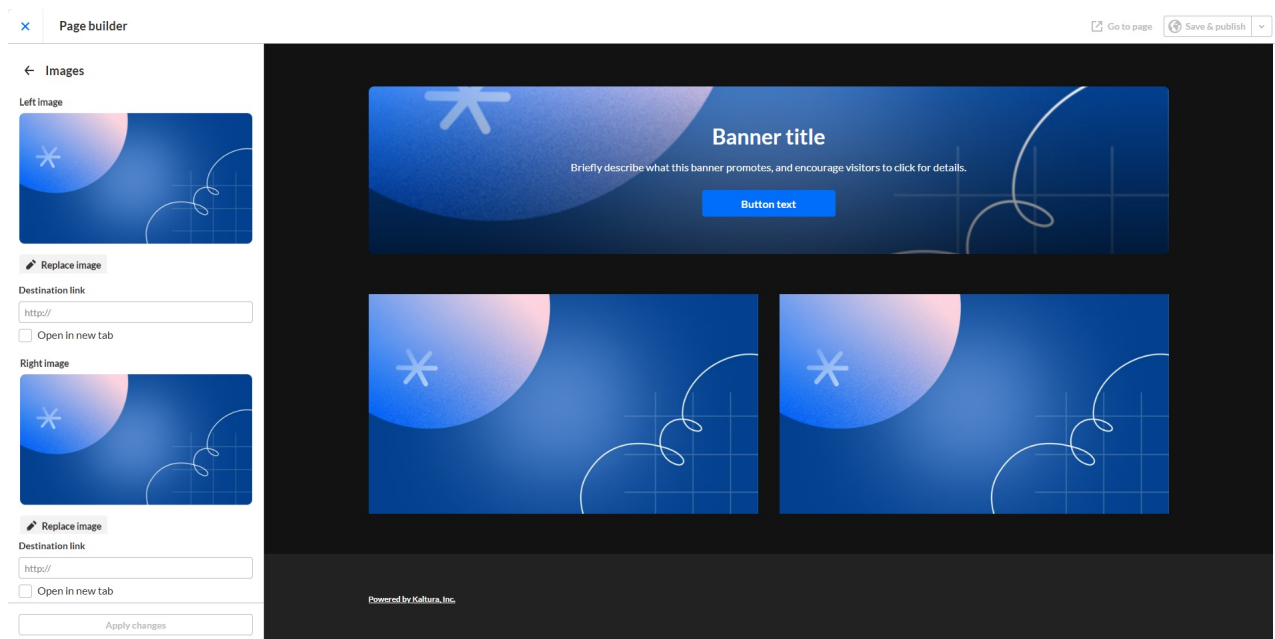 Page builder
Go to page
Save & publish
Images
Left image
Replace image
Destination link
http://
Open in new tab
Right image
Replace image
Destination link
http://
Open in new tab
Apply changes
Banner title
Briefly describe what this banner promotes, and encourage visitors to click for details.
Button text
Powered by Kaltura, Inc.